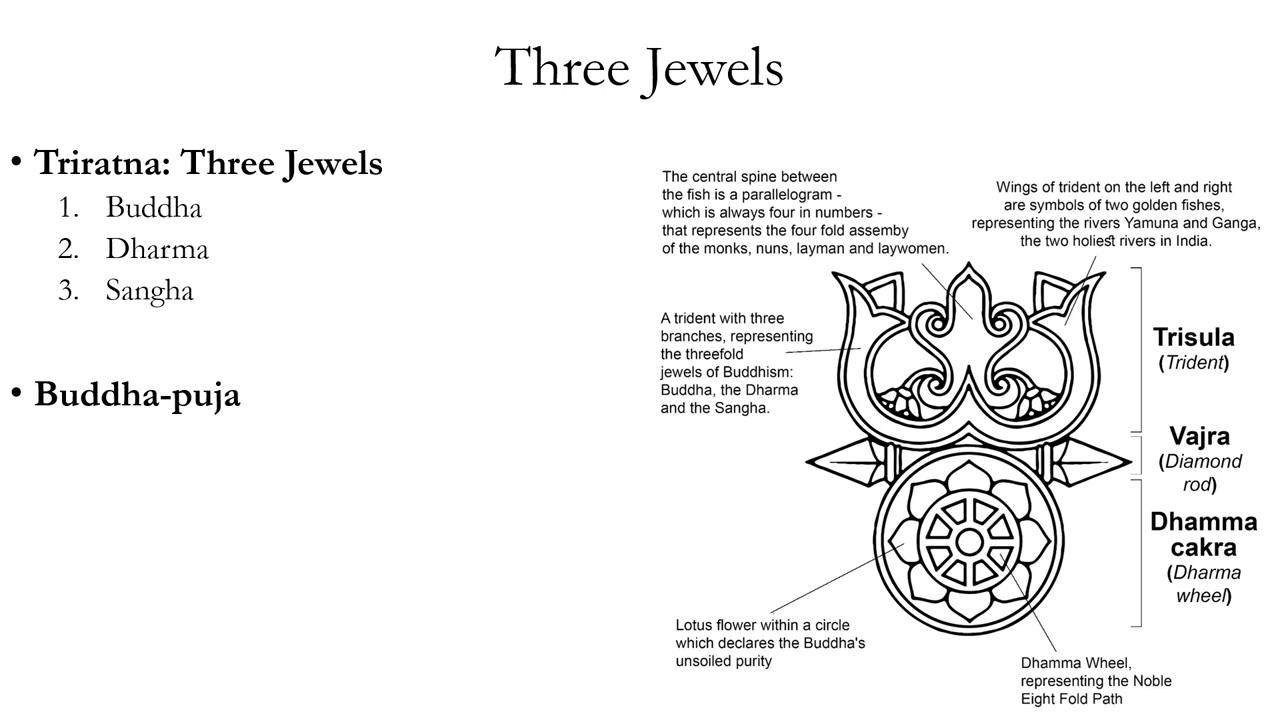 Three Jewels
• Triratna: Three Jewels
1. Buddha
2. Dharma
3. Sangha
• Buddha-puja
The central spine between
the fish is a parallelogram -
which is always four in numbers -
that represents the four fold assemby
of the monks, nuns, layman and laywomen.
Wings of trident on the left and right
are symbols of two golden fishes,
representing the rivers Yamuna and Ganga,
the two holiest rivers in India.
A trident with three
branches, representing
the threefold
jewels of Buddhism:
Buddha, the Dharma
and the Sangha.
Trisula
(Trident)
Vajra
(Diamond
rod)
Dhamma
cakra
(Dharma
wheel)
Lotus flower within a circle
which declares the Buddha's
unsoiled purity
Dhamma Wheel,
representing the Noble
Eight Fold Path